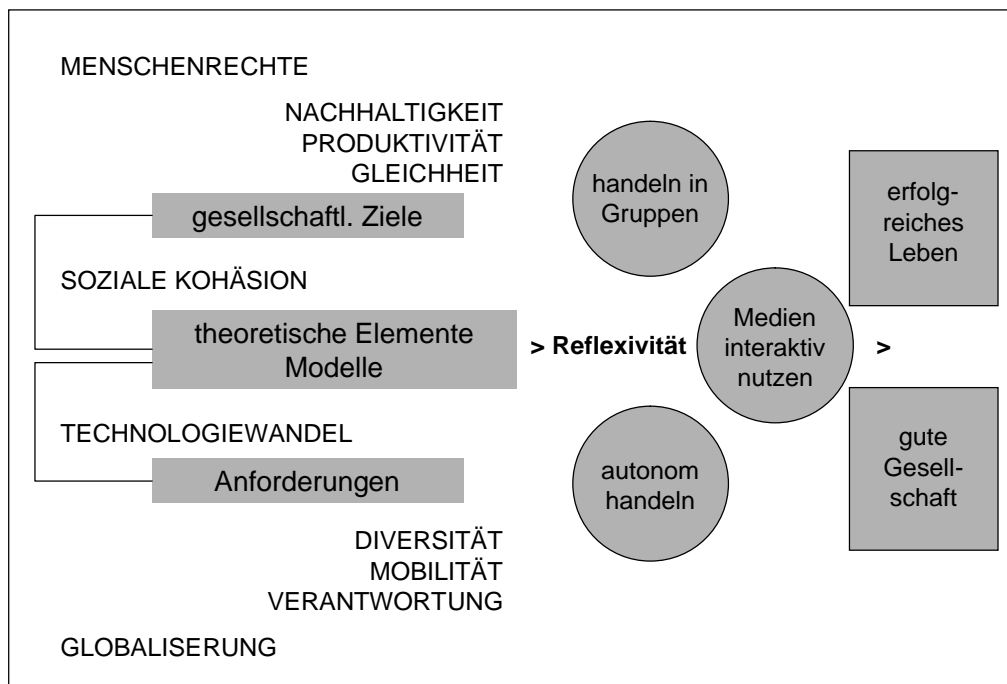 MENSCHENRECHTE
NACHHALTIGKEIT
PRODUKTIVITÄT
GLEICHHEIT
gesellschaftl. Ziele
SOZIALE KOHÄSION
theoretische Elemente
Modelle
TECHNOLOGIEWANDEL
Anforderungen
DIVERSITÄT
MOBILITÄT
VERANTWORTUNG
GLOBALISERUNG
> Reflexivität
handeln in
Gruppen
Medien
interaktiv
nutzen
autonom
handeln
>
erfolg-
reiches
Leben
gute
Gesell-
schaft